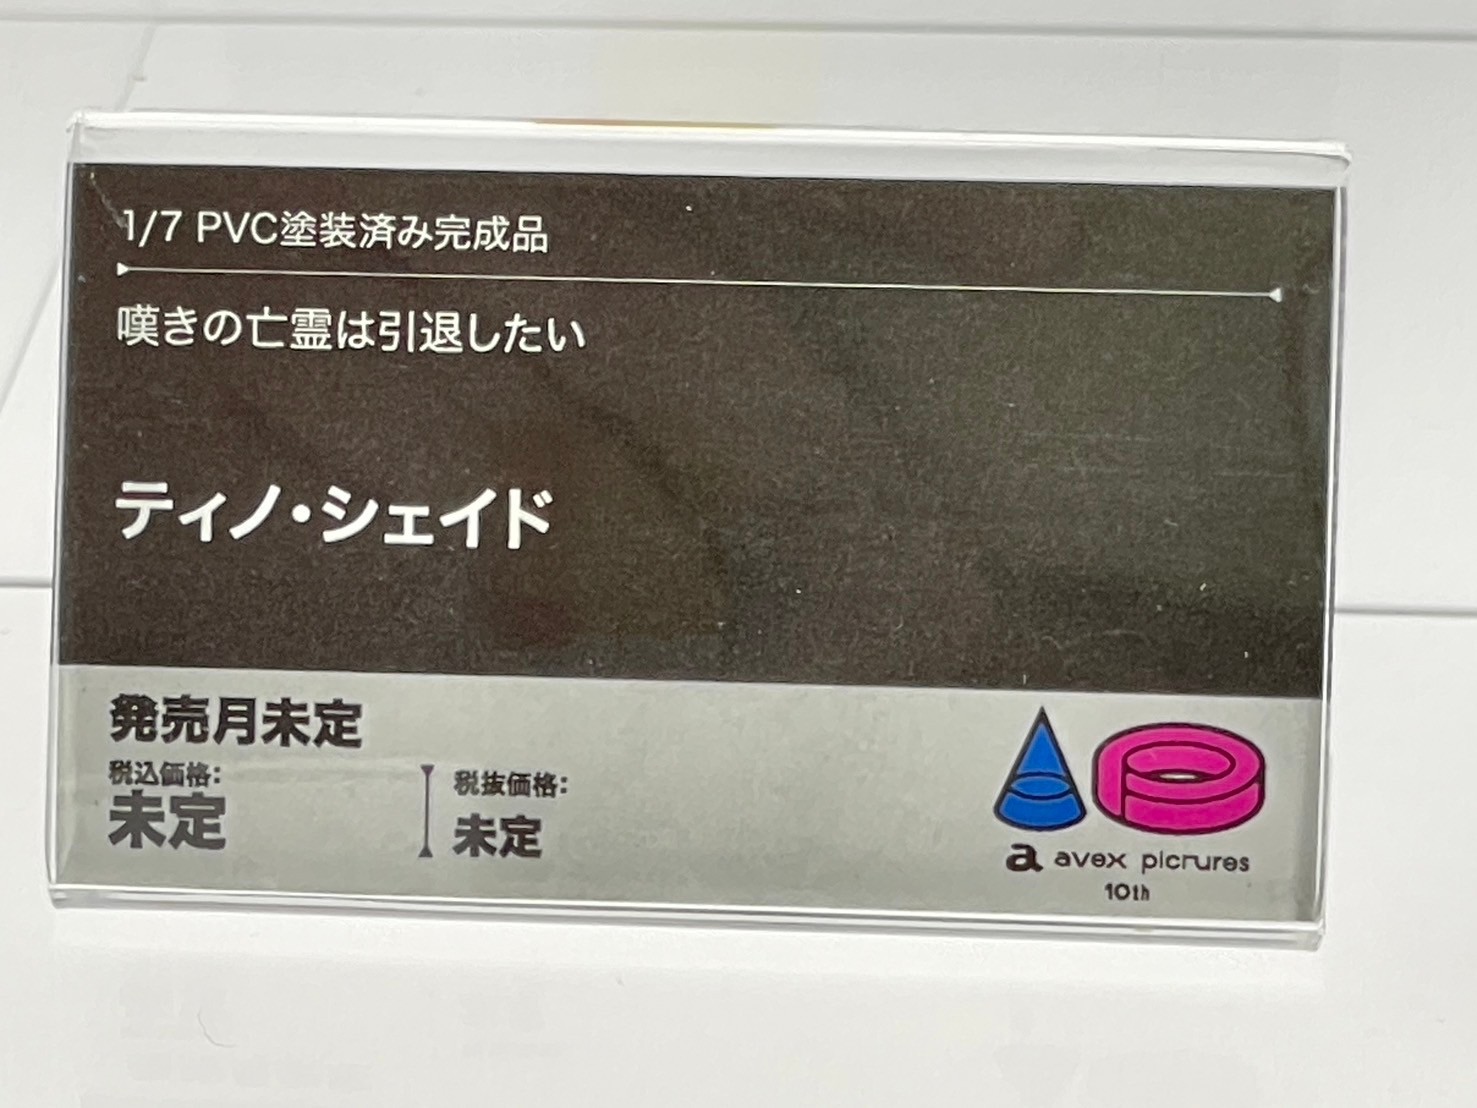 1/7 PVC塗装済み完成品
嘆きの亡霊は引退したい
ティノ・シェイド
発売月未定
税込価格:
未定
税抜価格:
未定
a avex pictures
10th